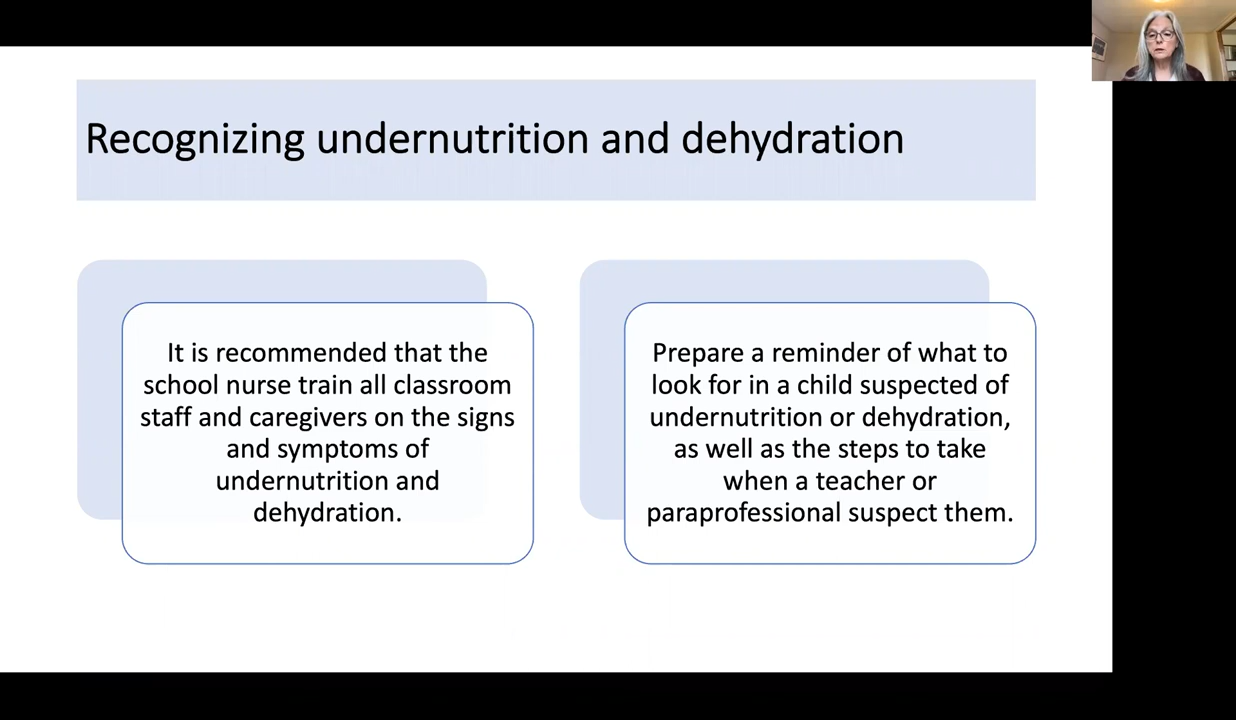 Recognizing undernutrition and dehydration
It is recommended that the
school nurse train all classroom
staff and caregivers on the signs
and symptoms of
undernutrition and
dehydration.
Prepare a reminder of what to
look for in a child suspected of
undernutrition or dehydration,
as well as the steps to take
when a teacher or
paraprofessional suspect them.